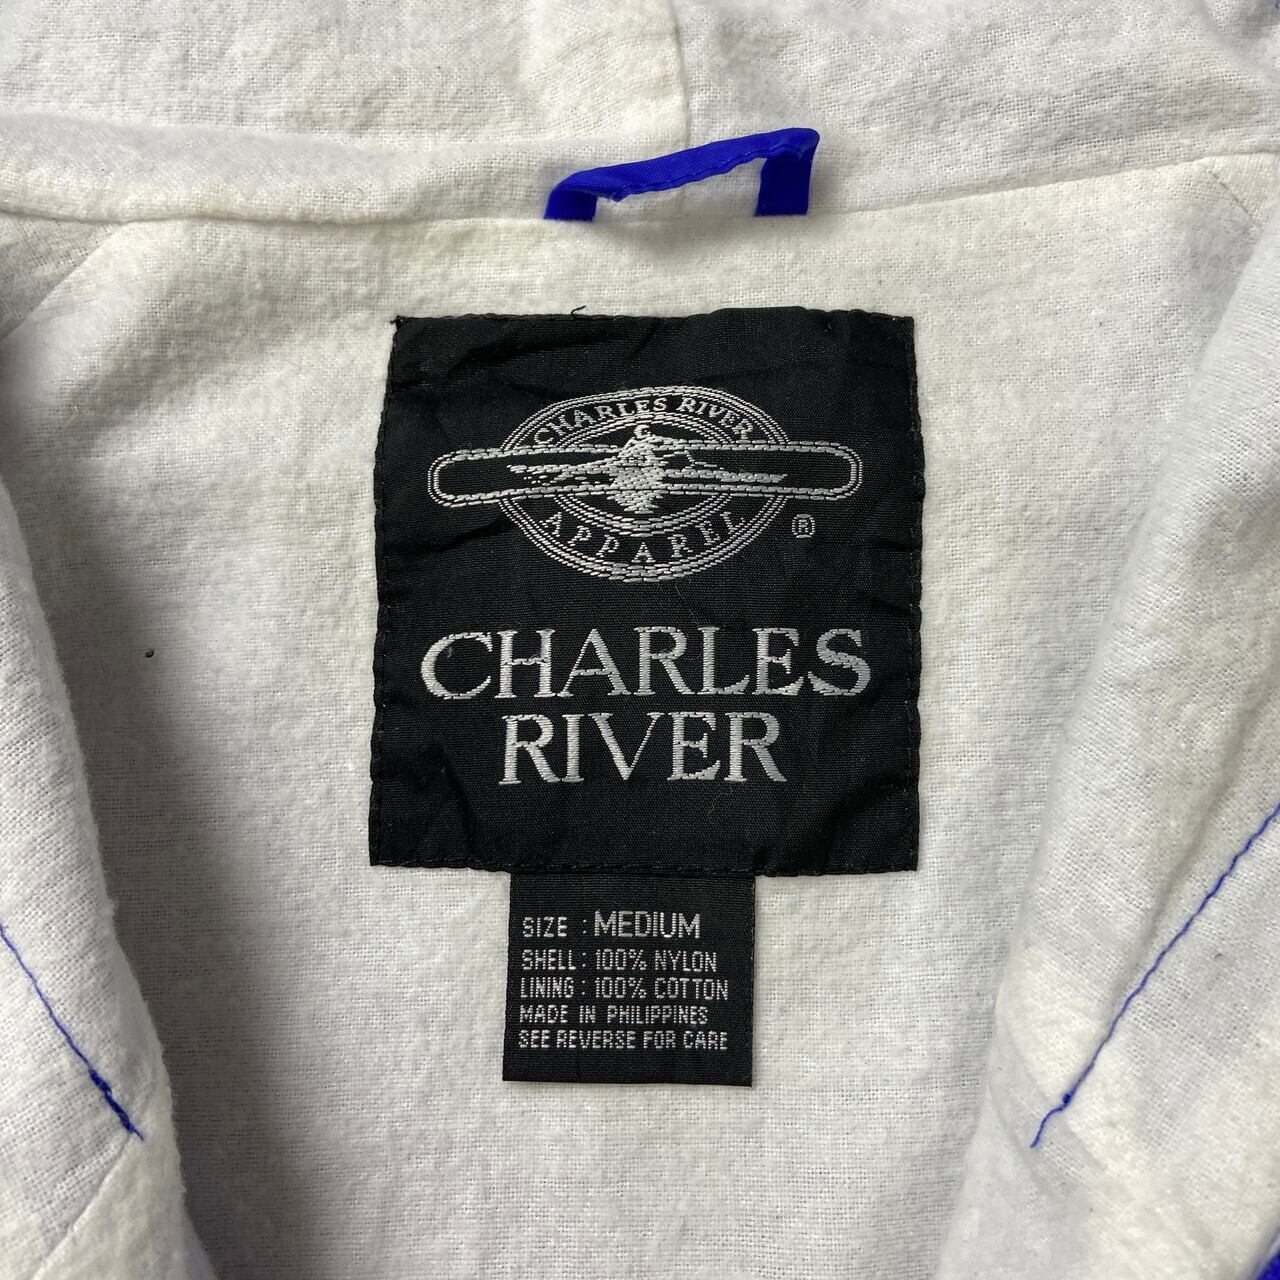 CHARLES RIVER
APPAREL
®
CHARLES
RIVER
SIZE : MEDIUM
SHELL : 100% NYLON
LINING : 100% COTTON
MADE IN PHILIPPINES
SEE REVERSE FOR CARE